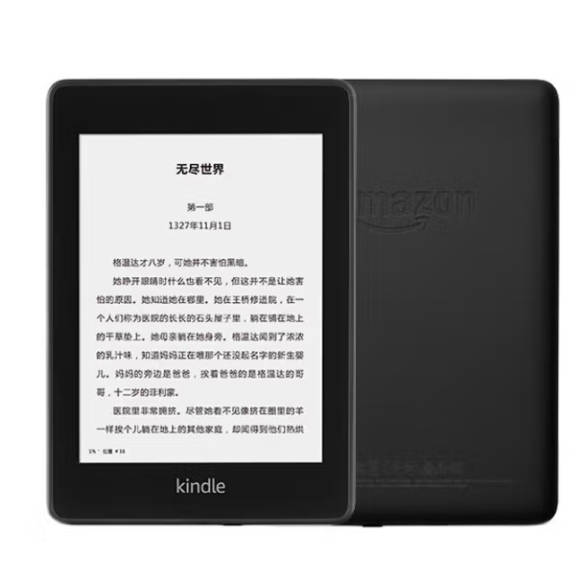 无尽世界
第一部
1327年11月1日
格温达才八岁，可她并不害怕黑暗。
她睁开眼睛时什么也看不见，但这并不是让她害
怕的原因。她知道她在哪里。她在王桥修道院，在一
个人们称为医院的长长的石头屋子里，躺在铺在地上
的干草垫上。她母亲躺在她身旁。格温达闻到了浓浓
的乳汁味，知道妈妈正在喂那个还没起名字的新生婴
儿。妈妈的旁边是爸爸，挨着爸爸的是格温达的哥
哥，十二岁的菲利蒙。
医院里非常拥挤。尽管她看不见像挤在圈里的羊
一样挨个儿躺在地上的其他家庭，却闻得到他们热烘
kindle
amazon